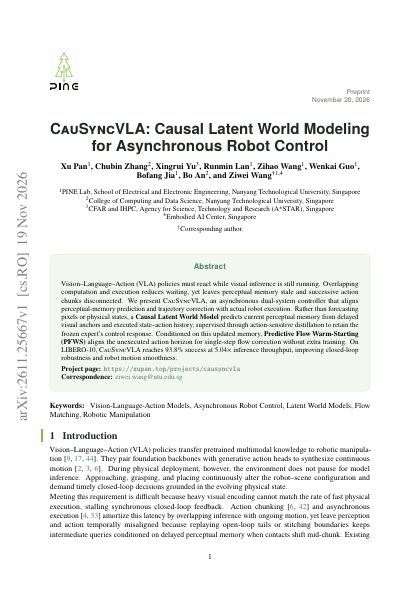 PINE
Preprint
November 20, 2026
CAUSYNCVLA: Causal Latent World Modeling
for Asynchronous Robot Control
Xu Pan1, Chubin Zhang2, Xingrui Yu3, Runmin Lan1, Zihao Wang1, Wenkai Guo1,
Bofang Jia1, Bo An2, and Ziwei Wang†1,4
1PINE Lab, School of Electrical and Electronic Engineering, Nanyang Technological University, Singapore
2College of Computing and Data Science, Nanyang Technological University, Singapore
3CFAR and IHPC, Agency for Science, Technology and Research (A*STAR), Singapore
4Embodied AI Center, Singapore
†Corresponding author.
Abstract
Vision–Language–Action (VLA) policies must react while visual inference is still running. Overlapping
computation and execution reduces waiting, yet leaves perceptual memory stale and successive action
chunks disconnected. We present CAUSYNCVLA, an asynchronous dual-system controller that aligns
perceptual-memory prediction and trajectory correction with actual robot execution. Rather than forecasting
pixels or physical states, a Causal Latent World Model predicts current perceptual memory from delayed
visual anchors and executed state–action history, supervised through action-sensitive distillation to retain the
frozen expert's control response. Conditioned on this updated memory, Predictive Flow Warm-Starting
(PFWS) aligns the unexecuted action horizon for single-step flow correction without extra training. On
LIBERO-10, CAUSYNCVLA reaches 93.8% success at 5.04× inference throughput, improving closed-loop
robustness and robot motion smoothness.
Project page: https://xupan.top/projects/causyncvla
Correspondence: ziwei.wang@ntu.edu.sg
Keywords: Vision-Language-Action Models, Asynchronous Robot Control, Latent World Models, Flow
Matching, Robotic Manipulation
1 Introduction
Vision–Language–Action (VLA) policies transfer pretrained multimodal knowledge to robotic manipula-
tion [9, 17, 44]. They pair foundation backbones with generative action heads to synthesize continuous
motion [2, 3, 6]. During physical deployment, however, the environment does not pause for model
inference. Approaching, grasping, and placing continuously alter the robot–scene configuration and
demand timely closed-loop decisions grounded in the evolving physical state.
Meeting this requirement is difficult because heavy visual encoding cannot match the rate of fast physical
execution, stalling synchronous closed-loop feedback. Action chunking [6, 42] and asynchronous
execution [4, 33] amortize this latency by overlapping inference with ongoing motion, yet leave perception
and action temporally misaligned because replaying open-loop tails or stitching boundaries keeps
intermediate queries conditioned on delayed perceptual memory when contacts shift mid-chunk. Existing
1
arXiv:2611.25667v1 [cs.RO] 19 Nov 2026